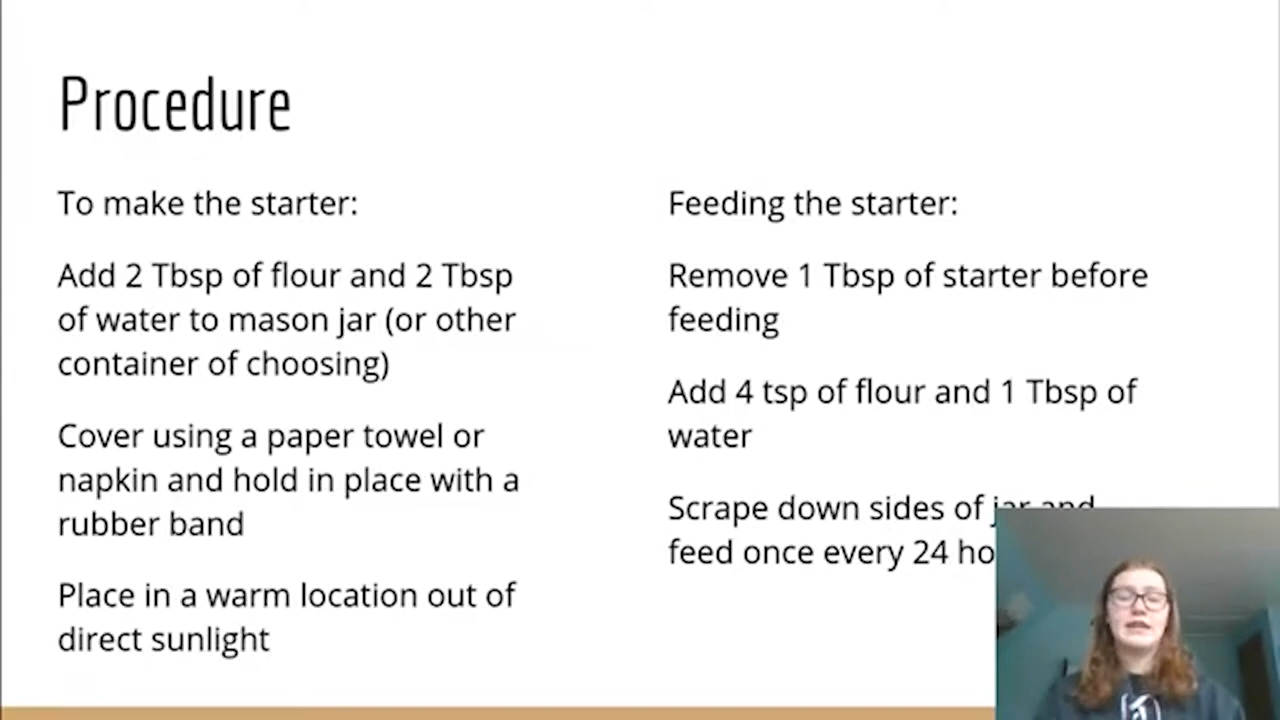 Procedure
To make the starter:
Add 2 Tbsp of flour and 2 Tbsp
of water to mason jar (or other
container of choosing)
Cover using a paper towel or
napkin and hold in place with a
rubber band
Place in a warm location out of
direct sunlight
Feeding the starter:
Remove 1 Tbsp of starter before
feeding
Add 4 tsp of flour and 1 Tbsp of
water
Scrape down sides of jar and
feed once every 24